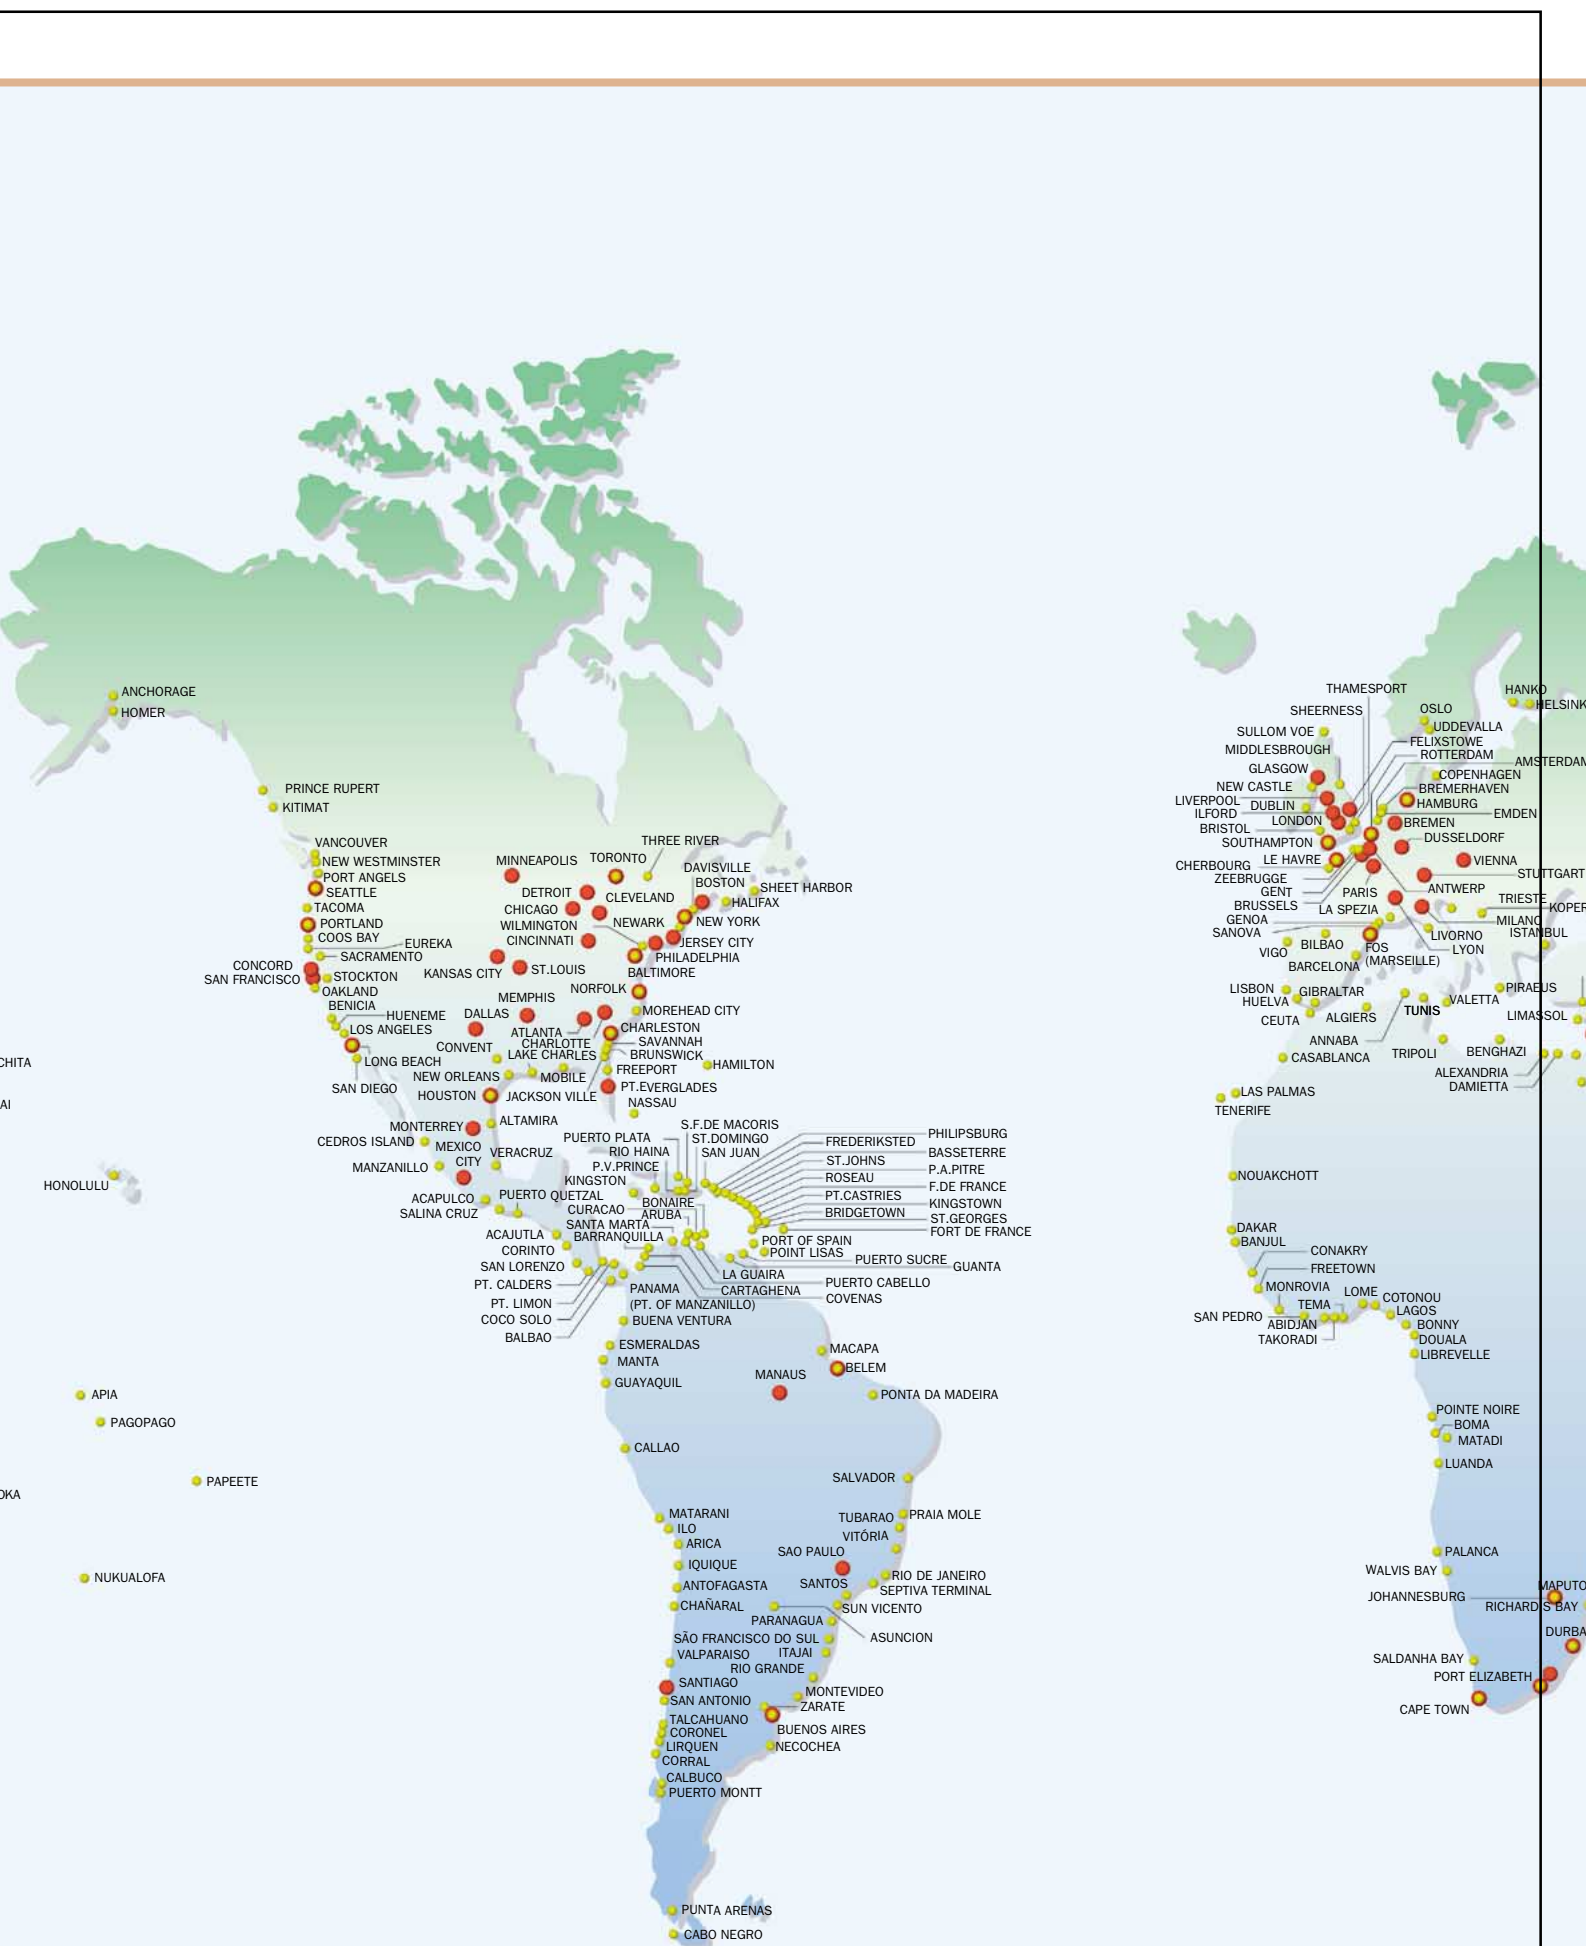 THAMESPORT
HANKO
ANCHORAGE
HOMER
SHEERNESS
OSLO
HELSINK
SULLOM VOE
UDDEVALLA
MIDDLESBROUGH
FELIXSTOWE
ROTTERDAM
AMSTERDAM
GLASGOW
COPENHAGEN
NEW CASTLE
BREMERHAVEN
PRINCE RUPERT
KITIMAT
LIVERPOOL
DUBLIN
HAMBURG
ILFORD
EMDEN
LONDON
BREMEN
BRISTOL
DUSSELDORF
SOUTHAMPTON
VANCOUVER
THREE RIVER
NEW WESTMINSTER
MINNEAPOLIS
TORONTO
LE HAVRE
VIENNA
CHERBOURG
DAVISVILLE
PORT ANGELS
ZEEBRUGGE
STUTTGART
BOSTON
SHEET HARBOR
SEATTLE
DETROIT
CLEVELAND
GENT
PARIS
ANTWERP
HALIFAX
TRIESTE
TACOMA
CHICAGO
BRUSSELS
LA SPEZIA
KOPER
PORTLAND
WILMINGTON
NEWARK
NEW YORK
GENOA
MILANO
COOS BAY
CINCINNATI
JERSEY CITY
SANOVA
LIVORNO
ISTANBUL
EUREKA
SACRAMENTO
PHILADELPHIA
VIGO
BILBAO
FOS
(MARSEILLE)
LYON
CONCORD
KANSAS CITY
ST.LOUIS
BALTIMORE
BARCELONA
SAN FRANCISCO
STOCKTON
OAKLAND
NORFOLK
LISBON
GIBRALTAR
PIRAEUS
BENICIA
MEMPHIS
HUELVA
VALETTA
HUENEME
DALLAS
MOREHEAD CITY
CEUTA
ALGIERS
TUNIS
LIMASSOL
LOS ANGELES
ATLANTA
CHARLESTON
CHARLOTTE
SAVANNAH
ANNABA
CONVENT
LAKE CHARLES
BRUNSWICK
CASABLANCA
TRIPOLI
BENGHAZI
CHITA
LONG BEACH
HAMILTON
FREEPORT
NEW ORLEANS
MOBILE
ALEXANDRIA
SAN DIEGO
PT.EVERGLADES
DAMIETTA
HOUSTON
JACKSON VILLE
NASSAU
LAS PALMAS
AI
TENERIFE
ALTAMIRA
MONTERREY
S.F.DE MACORIS
PUERTO PLATA
ST.DOMINGO
PHILIPSBURG
CEDROS ISLAND
MEXICO
CITY
VERACRUZ
RIO HAINA
SAN JUAN
FREDERIKSTED
BASSETERRE
MANZANILLO
P.V.PRINCE
ST.JOHNS
P.A.PITRE
HONOLULU
KINGSTON
ROSEAU
F.DE FRANCE
NOUAKCHOTT
ACAPULCO
PUERTO QUETZAL
BONAIRE
PT.CASTRIES
KINGSTOWN
SALINA CRUZ
CURACAO
ARUBA
BRIDGETOWN
ST.GEORGES
SANTA MARTA
FORT DE FRANCE
DAKAR
ACAJUTLA
BARRANQUILLA
PORT OF SPAIN
BANJUL
CORINTO
POINT LISAS
CONAKRY
SAN LORENZO
PUERTO SUCRE
GUANTA
FREETOWN
PT. CALDERS
LA GUAIRA
PUERTO CABELLO
MONROVIA
PANAMA
(PT. OF MANZANILLO)
CARTAGHENA
COVENAS
LOME
COTONOU
PT. LIMON
TEMA
LAGOS
COCO SOLO
BUENA VENTURA
SAN PEDRO
ABIDJAN
BONNY
BALBAO
TAKORADI
DOUALA
ESMERALDAS
MACAPA
LIBREVELLE
MANTA
BELEM
GUAYAQUIL
MANAUS
APIA
PONTA DA MADEIRA
PAGOPAGO
POINTE NOIRE
BOMA
MATADI
CALLAO
LUANDA
PAPEETE
SALVADOR
OKA
MATARANI
TUBARAO
PRAIA MOLE
ILO
VITÓRIA
ARICA
SAO PAULO
PALANCA
IQUIQUE
RIO DE JANEIRO
WALVIS BAY
NUKUALOFA
ANTOFAGASTA
SANTOS
SEPTIVA TERMINAL
MAPUTO
CHAÑARAL
SUN VICENTO
JOHANNESBURG
RICHARD'S BAY
PARANAGUA
SÃO FRANCISCO DO SUL
ASUNCION
DURBA
VALPARAISO
ITAJAI
SALDANHA BAY
RIO GRANDE
SANTIAGO
PORT ELIZABETH
SAN ANTONIO
MONTEVIDEO
ZARATE
CAPE TOWN
TALCAHUANO
CORONEL
BUENOS AIRES
LIRQUEN
NECOCHEA
CORRAL
CALBUCO
PUERTO MONTT
PUNTA ARENAS
CABO NEGRO